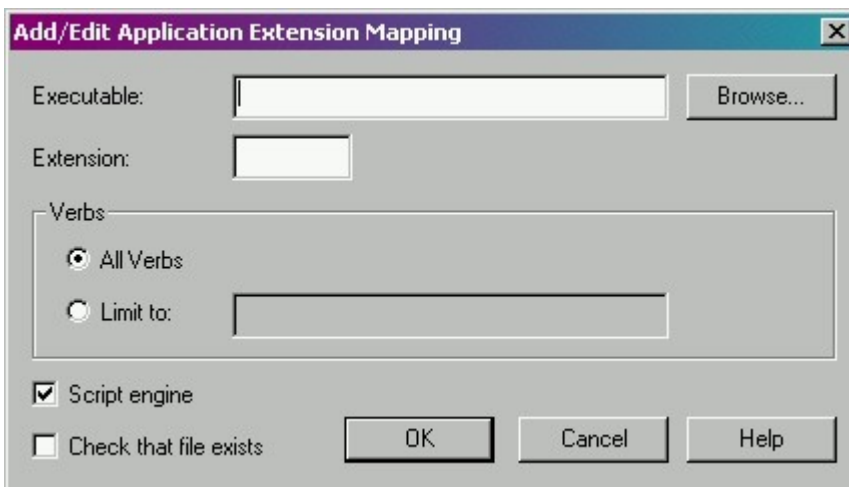 Add/Edit Application Extension Mapping
Executable:
Browse...
Extension:
Verbs
All Verbs
Limit to:
Script engine
Check that file exists
OK
Cancel
Help